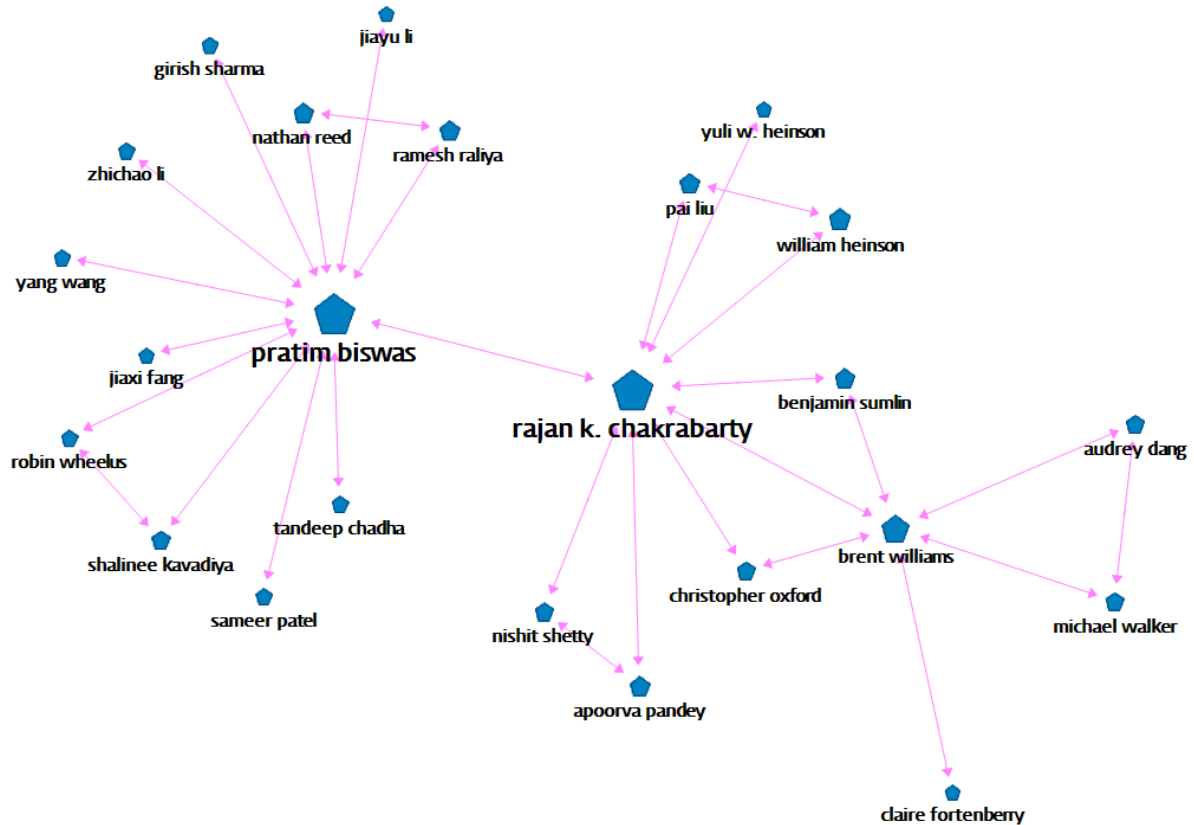 jiayu li
girish sharma
yuli w. heinson
nathan reed
ramesh raliya
zhichao li
pai liu
william heinson
yang wang
pratim biswas
jiaxi fang
benjamin sumlin
rajan k. chakrabarty
audrey dang
robin wheelus
tandeep chadha
brent williams
shalinee kavadiya
christopher oxford
sameer patel
michael walker
nishit shetty
apoorva pandey
claire fortenberry